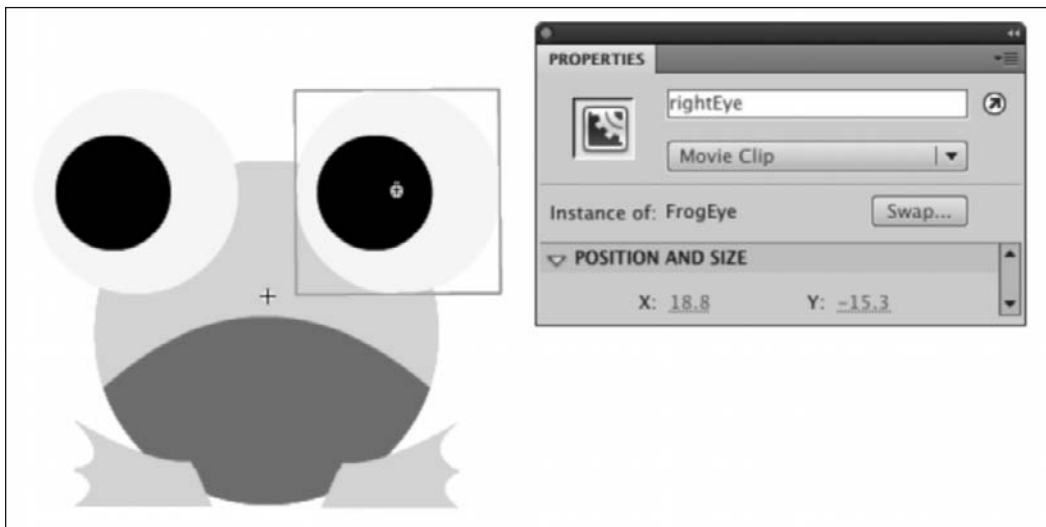 PROPERTIES
rightEye
Movie Clip
Instance of: FrogEye
Swap...
POSITION AND SIZE
X: 18.8 Y: -15.3